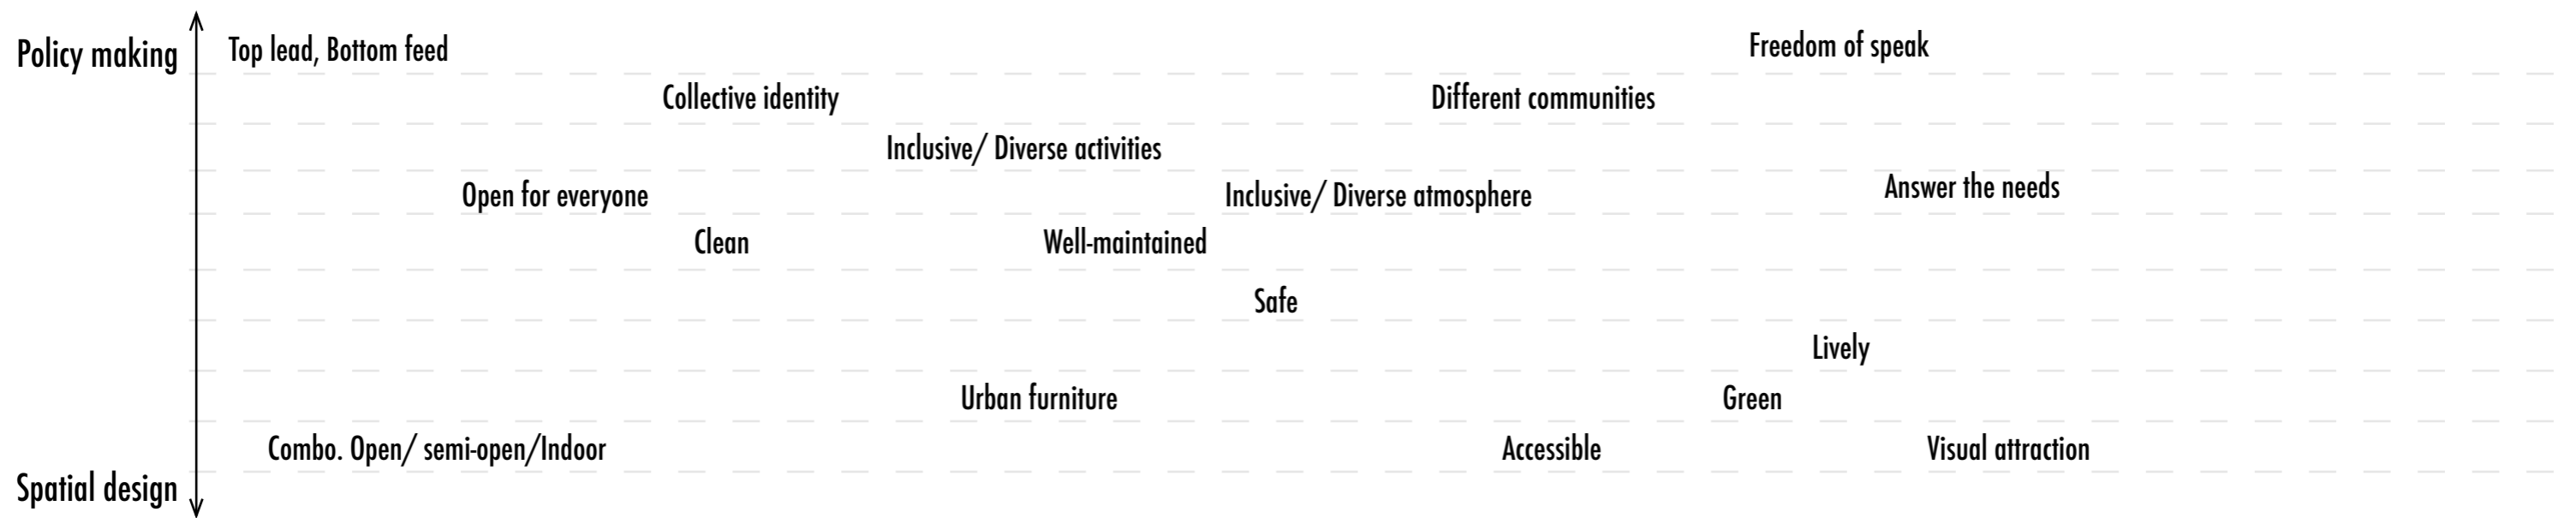 Policy making
Top lead, Bottom feed
Freedom of speak
Collective identity
Different communities
Inclusive/ Diverse activities
Open for everyone
Inclusive/ Diverse atmosphere
Answer the needs
Clean
Well-maintained
Safe
Lively
Urban furniture
Green
Combo. Open/ semi-open/Indoor
Accessible
Visual attraction
Spatial design